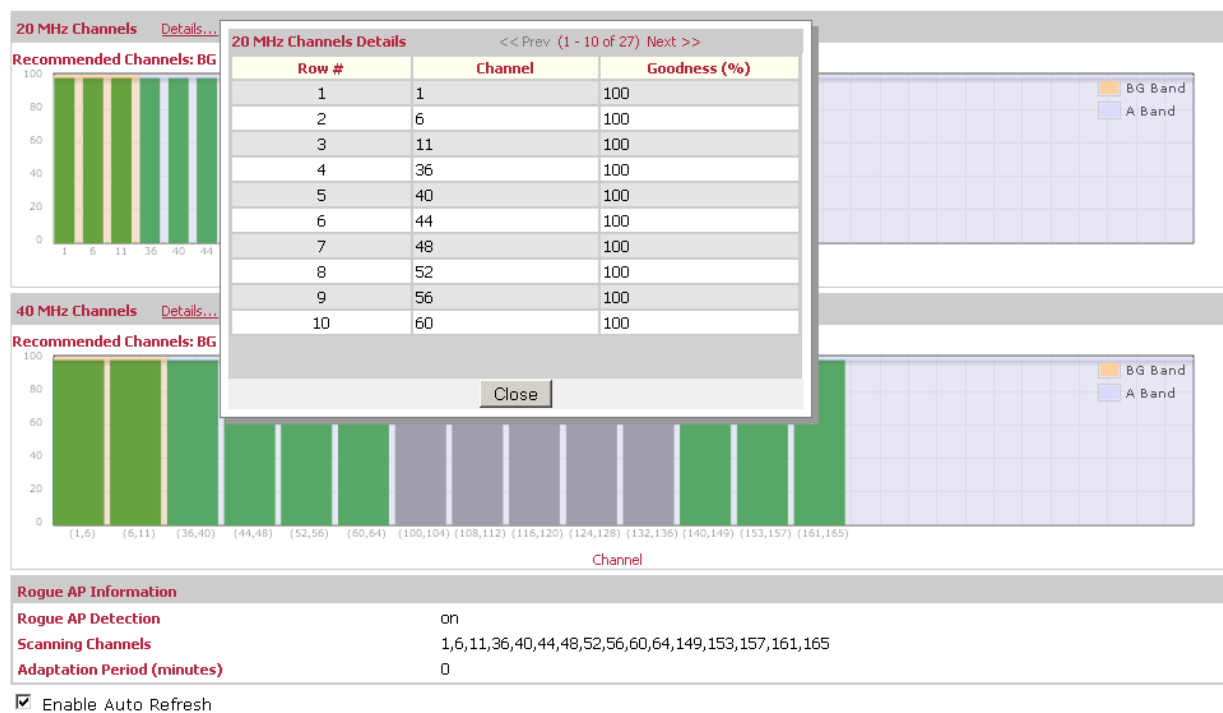 20 MHz Channels Details...
Recommended Channels: BG
100
80
60
40
20
0
1 6 11 36 40 44
BG Band
A Band
20 MHz Channels Details << Prev (1 - 10 of 27) Next >>
Row # Channel Goodness (%)
1 1 100
2 6 100
3 11 100
4 36 100
5 40 100
6 44 100
7 48 100
8 52 100
9 56 100
10 60 100
Close
40 MHz Channels Details...
Recommended Channels: BG
100
80
60
40
20
0
BG Band
A Band
(1,6) (6,11) (36,40) (44,48) (52,56) (60,64) (100,104) (108,112) (116,120) (124,128) (132,136) (140,149) (153,157) (161,165)
Channel
Rogue AP Information
Rogue AP Detection on
Scanning Channels 1,6,11,36,40,44,48,52,56,60,64,149,153,157,161,165
Adaptation Period (minutes) 0
Enable Auto Refresh